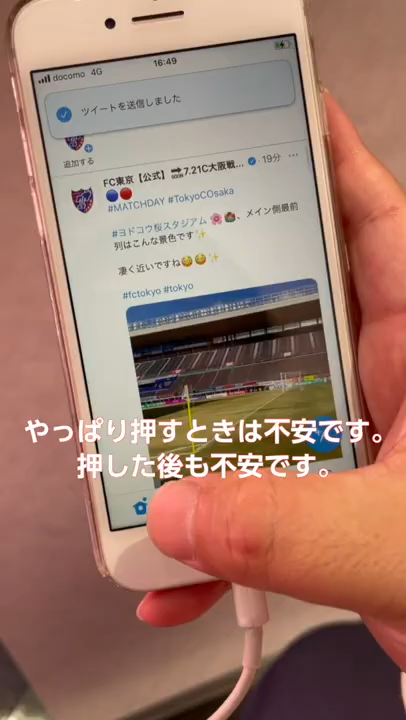 docomo 4G
16:49
ツイートを送信しました
追加する
FC東京【公式】🔜7.21C大阪戦... 19分 ...
🔵🔴
#MATCHDAY #TokyoCOsaka
#ヨドコウ桜スタジアム🌸🏟、メイン側最前
列はこんな景色です✨
凄く近いですね😳😳✨
#fctokyo #tokyo
やっぱり押すときは不安です。
押した後も不安です。